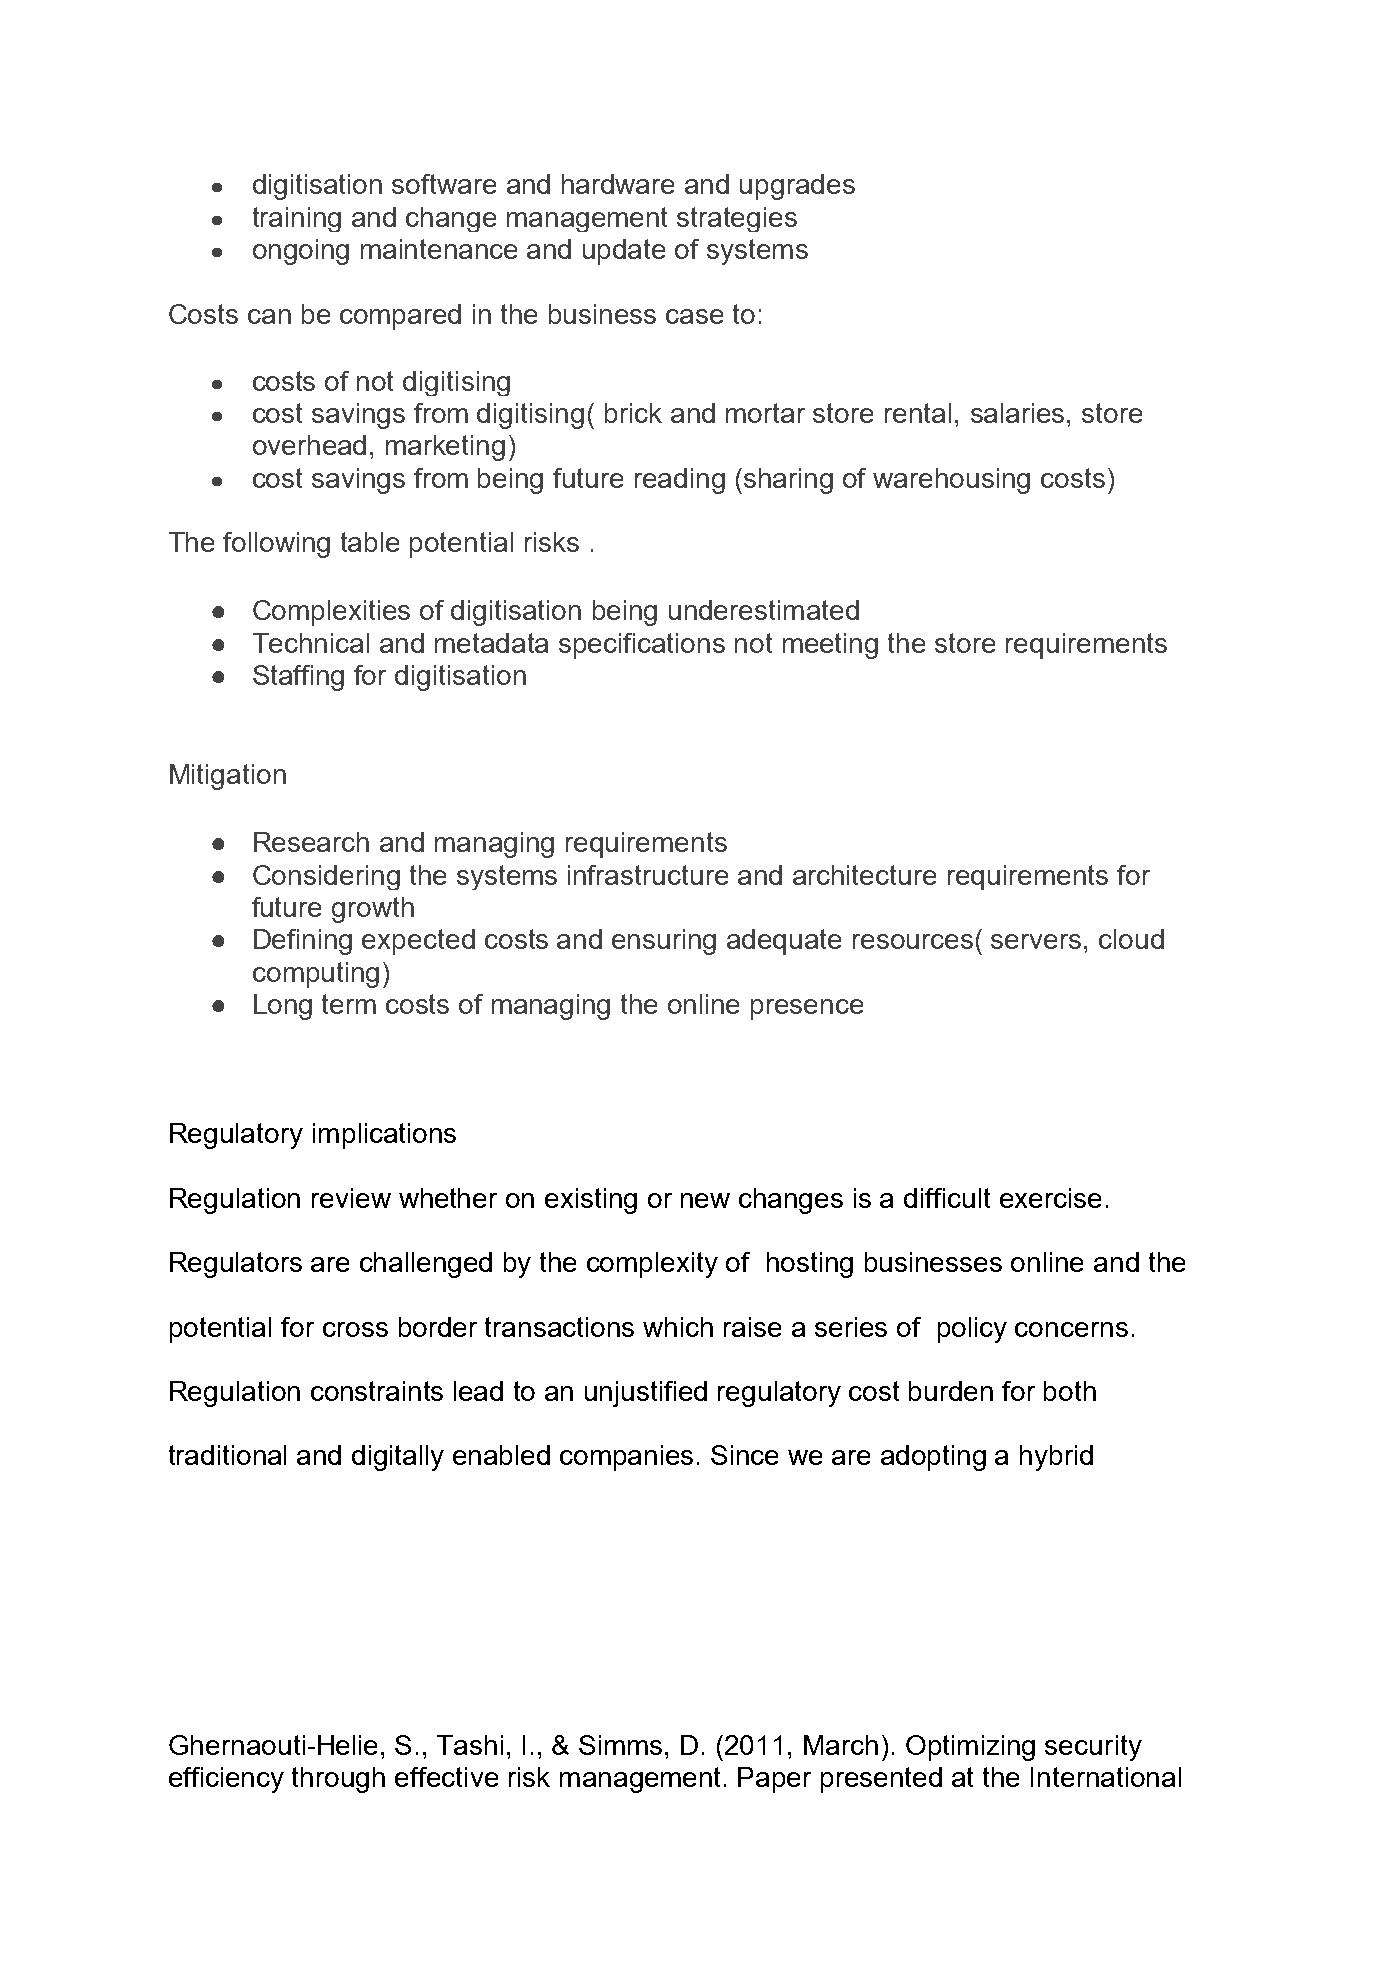 ● digitisation software and hardware and upgrades
● training and change management strategies
● ongoing maintenance and update of systems
Costs can be compared in the business case to:
● costs of not digitising
● cost savings from digitising( brick and mortar store rental, salaries, store
overhead, marketing)
● cost savings from being future reading (sharing of warehousing costs)
The following table potential risks .
● Complexities of digitisation being underestimated
● Technical and metadata specifications not meeting the store requirements
● Staffing for digitisation
Mitigation
● Research and managing requirements
● Considering the systems infrastructure and architecture requirements for
future growth
● Defining expected costs and ensuring adequate resources( servers, cloud
computing)
● Long term costs of managing the online presence
Regulatory implications
Regulation review whether on existing or new changes is a difficult exercise.
Regulators are challenged by the complexity of  hosting businesses online and the
potential for cross border transactions which raise a series of  policy concerns.
Regulation constraints lead to an unjustified regulatory cost burden for both
traditional and digitally enabled companies. Since we are adopting a hybrid
Ghernaouti-Helie, S., Tashi, I., & Simms, D. (2011, March). Optimizing security
efficiency through effective risk management. Paper presented at the International